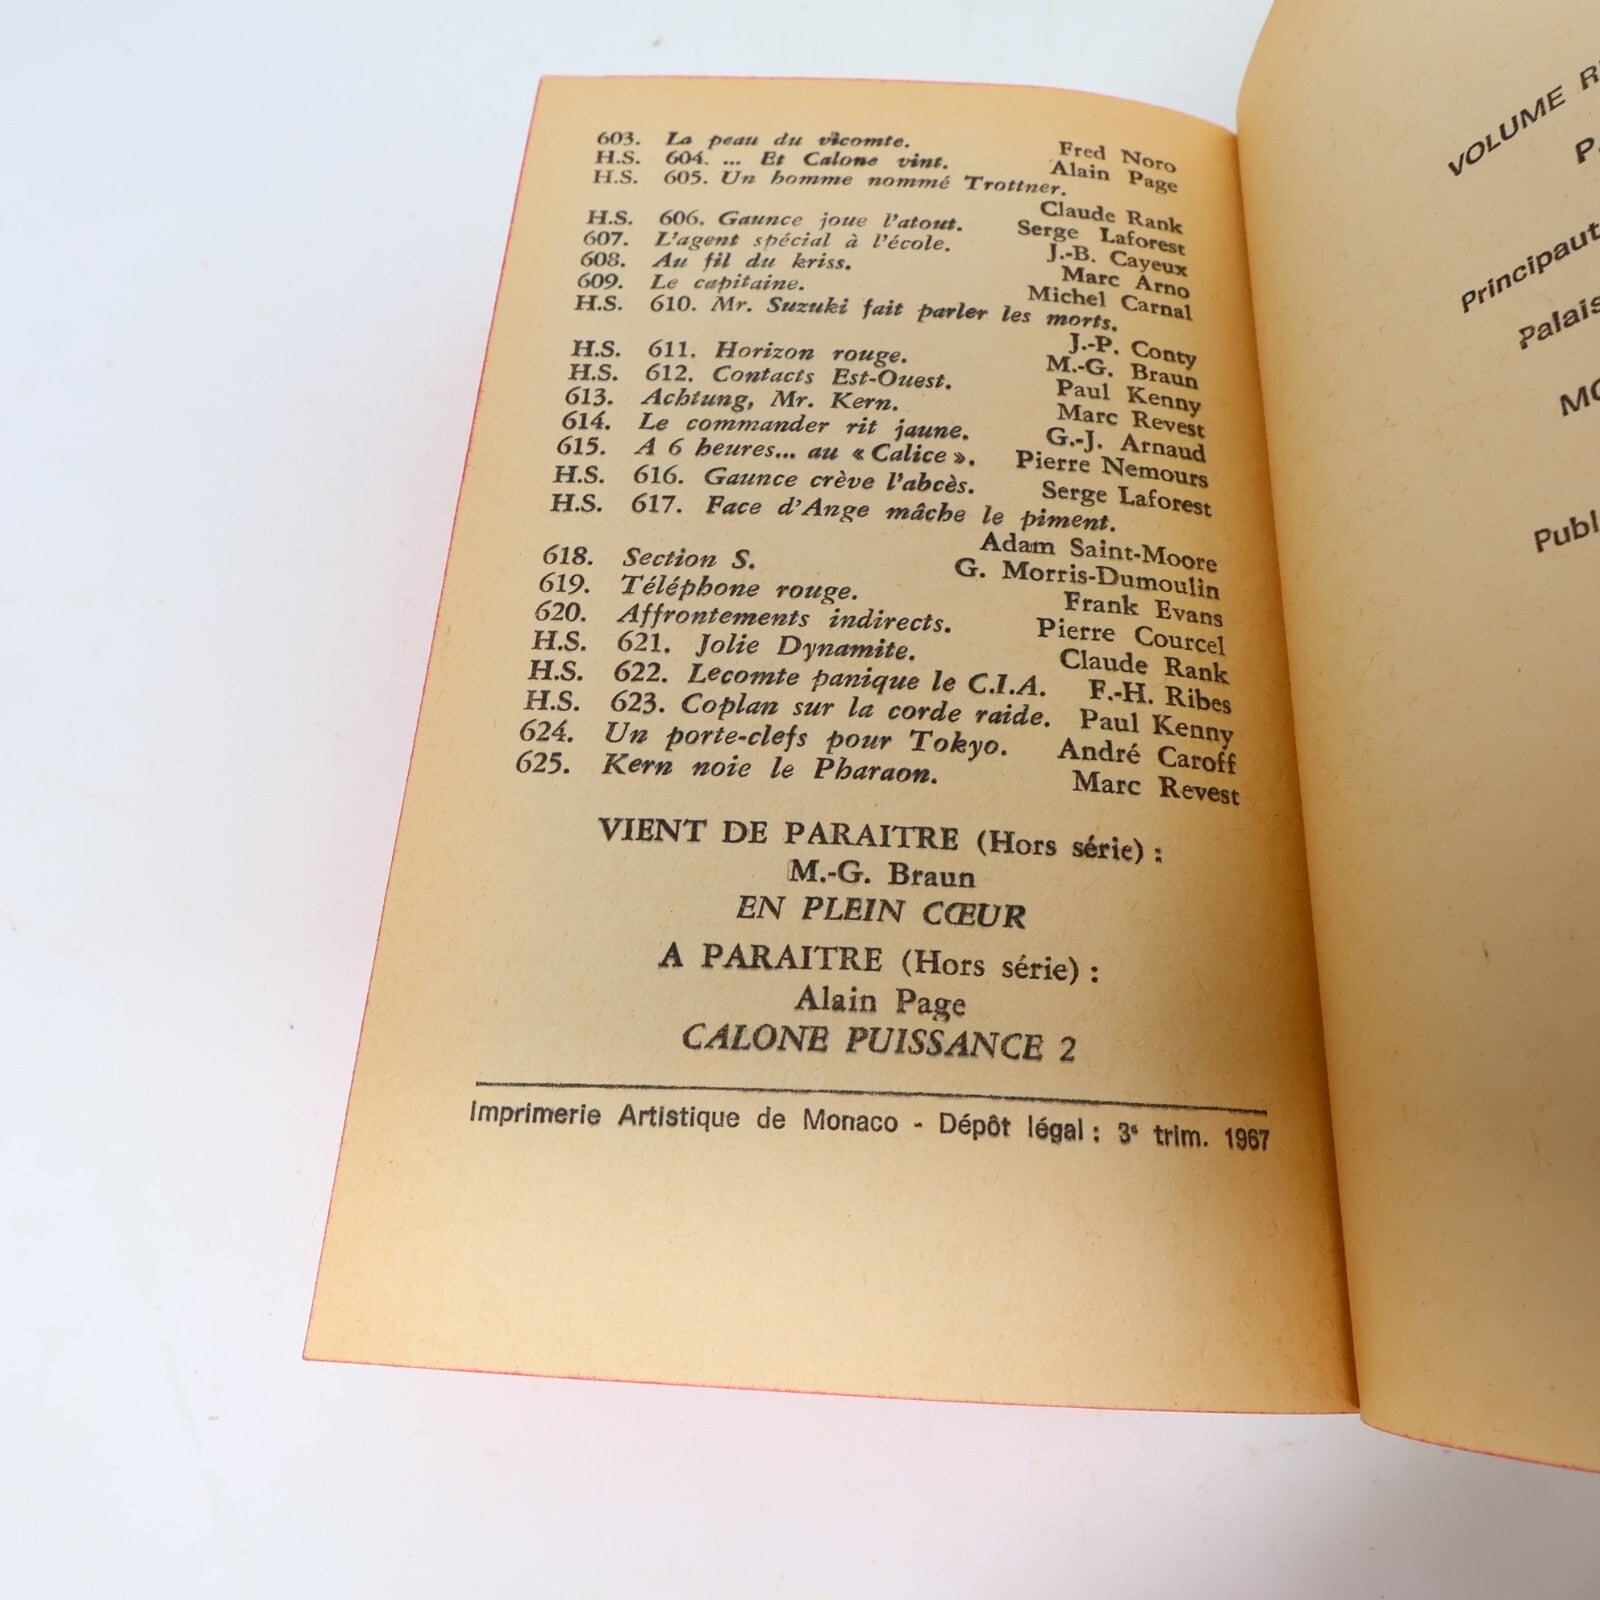 603. La peau du vicomte. Fred Noro
H.S. 604. ... Et Calone vint. Alain Page
H.S. 605. Un homme nommé Trottner.
Claude Rank
H.S. 606. Gaunce joue l'atout. Serge Laforest
607. L'agent spécial à l'école. J.-B. Cayeux
608. Au fil du kriss. Marc Arno
609. Le capitaine. Michel Carnal
H.S. 610. Mr. Suzuki fait parler les morts.
J.-P. Conty
H.S. 611. Horizon rouge. M.-G. Braun
H.S. 612. Contacts Est-Ouest. Paul Kenny
613. Achtung, Mr. Kern. Marc Revest
614. Le commander rit jaune. G.-J. Arnaud
615. A 6 heures... au « Calice ». Pierre Nemours
H.S. 616. Gaunce crève l'abcès. Serge Laforest
H.S. 617. Face d'Ange mâche le piment.
Adam Saint-Moore
618. Section S. G. Morris-Dumoulin
619. Téléphone rouge. Frank Evans
620. Affrontements indirects. Pierre Courcel
H.S. 621. Jolie Dynamite. Claude Rank
H.S. 622. Lecomte panique le C.I.A. F.-H. Ribes
H.S. 623. Coplan sur la corde raide. Paul Kenny
624. Un porte-clefs pour Tokyo. André Caroff
625. Kern noie le Pharaon. Marc Revest
VIENT DE PARAITRE (Hors série) :
M.-G. Braun
EN PLEIN CŒUR
A PARAITRE (Hors série) :
Alain Page
CALONE PUISSANCE 2
Imprimerie Artistique de Monaco - Dépôt légal : 3e trim. 1967
VOLUME
Palais